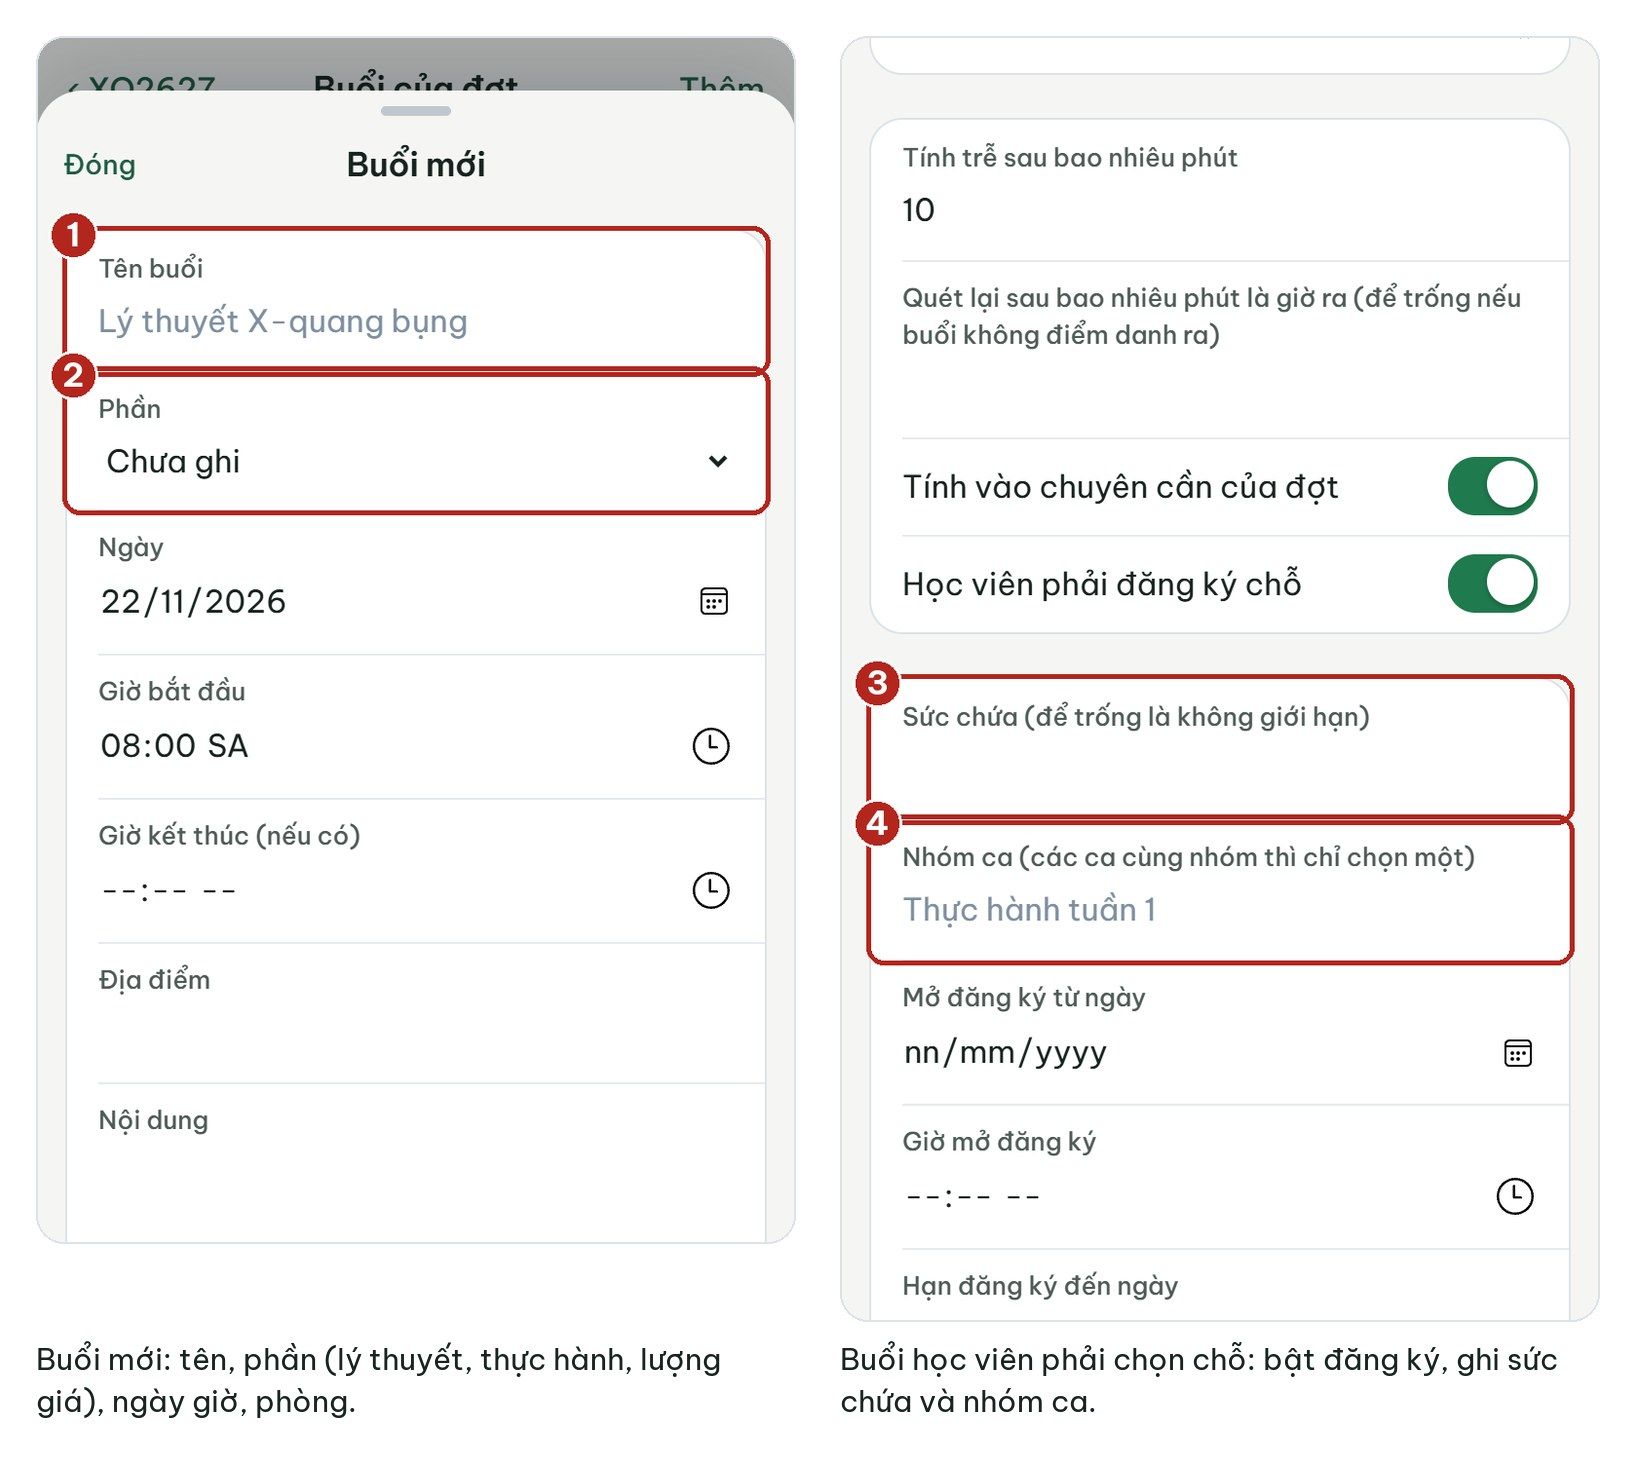 ‹ XQ2627
Buổi của đợt
Thêm
Đóng
Buổi mới
1
Tên buổi
Lý thuyết X-quang bụng
2
Phần
Chưa ghi
Ngày
22/11/2026
Giờ bắt đầu
08:00 SA
Giờ kết thúc (nếu có)
--:-- --
Địa điểm
Nội dung
Buổi mới: tên, phần (lý thuyết, thực hành, lượng
giá), ngày giờ, phòng.
Tính trễ sau bao nhiêu phút
10
Quét lại sau bao nhiêu phút là giờ ra (để trống nếu
buổi không điểm danh ra)
Tính vào chuyên cần của đợt
Học viên phải đăng ký chỗ
3
Sức chứa (để trống là không giới hạn)
4
Nhóm ca (các ca cùng nhóm thì chỉ chọn một)
Thực hành tuần 1
Mở đăng ký từ ngày
nn/mm/yyyy
Giờ mở đăng ký
--:-- --
Hạn đăng ký đến ngày
Buổi học viên phải chọn chỗ: bật đăng ký, ghi sức
chứa và nhóm ca.